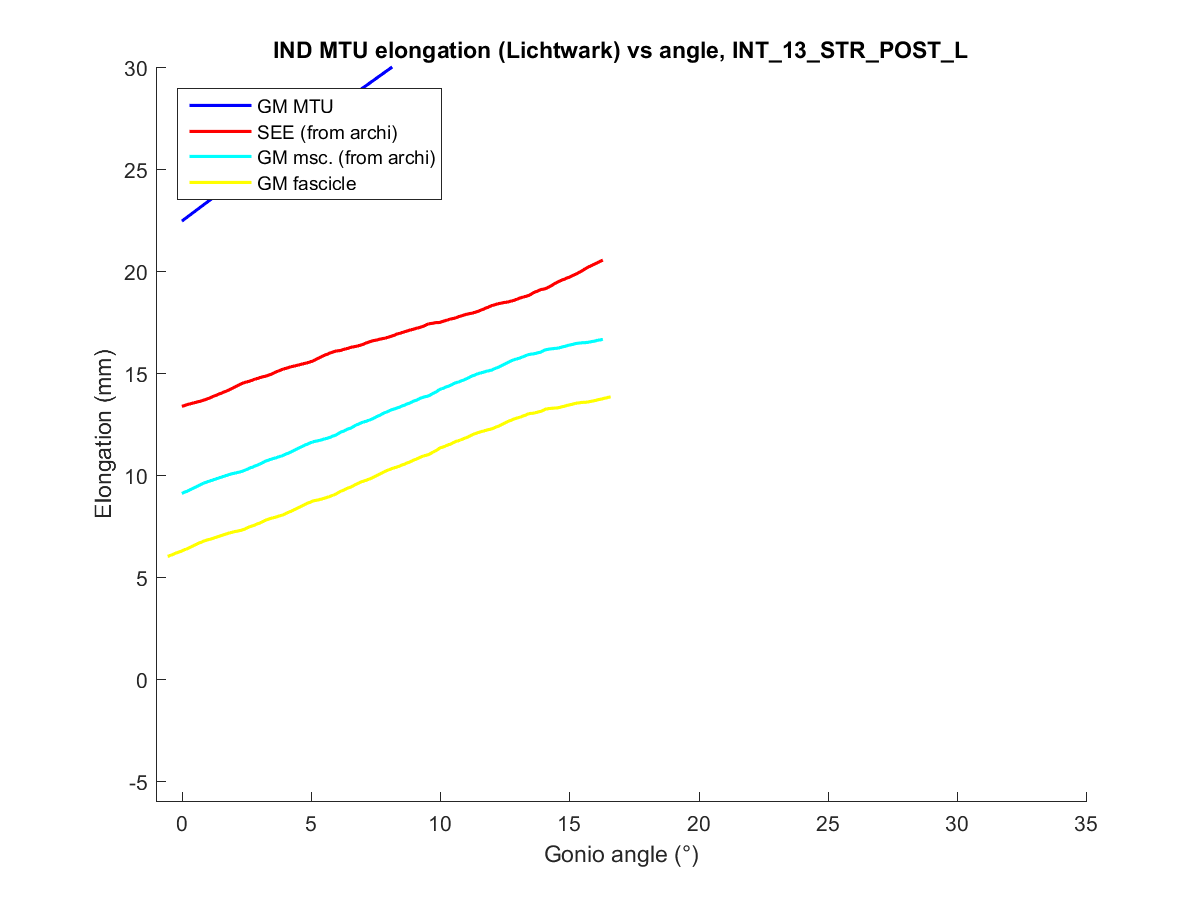 IND MTU elongation (Lichtwark) vs angle, INT_13_STR_POST_L
30
25
20
15
10
5
0
-5
Elongation (mm)
GM MTU
SEE (from archi)
GM msc. (from archi)
GM fascicle
0 5 10 15 20 25 30 35
Gonio angle (°)